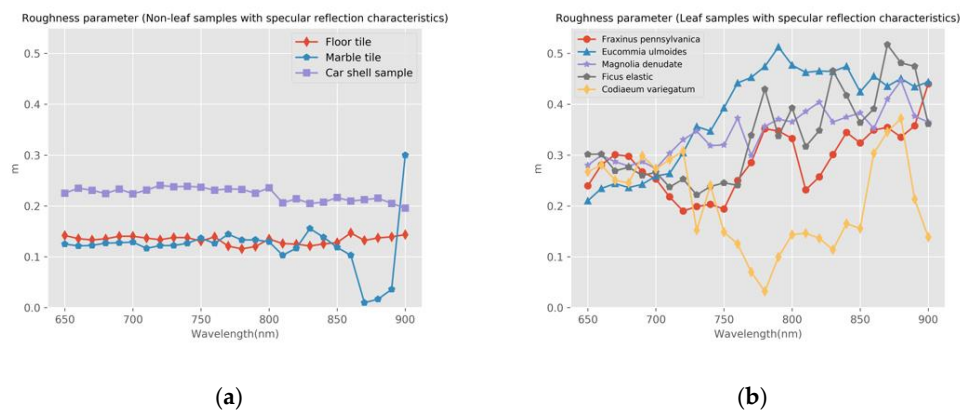 Roughness parameter (Non-leaf samples with specular reflection characteristics)
Floor tile
Marble tile
Car shell sample
0.5
0.4
0.3
0.2
0.1
0.0
m
650
700
750
800
850
900
Wavelength(nm)
(a)
Roughness parameter (Leaf samples with specular reflection characteristics)
Fraxinus pennsylvanica
Eucommia ulmoides
Magnolia denudate
Ficus elastic
Codiaeum variegatum
0.5
0.4
0.3
0.2
0.1
0.0
m
650
700
750
800
850
900
Wavelength(nm)
(b)